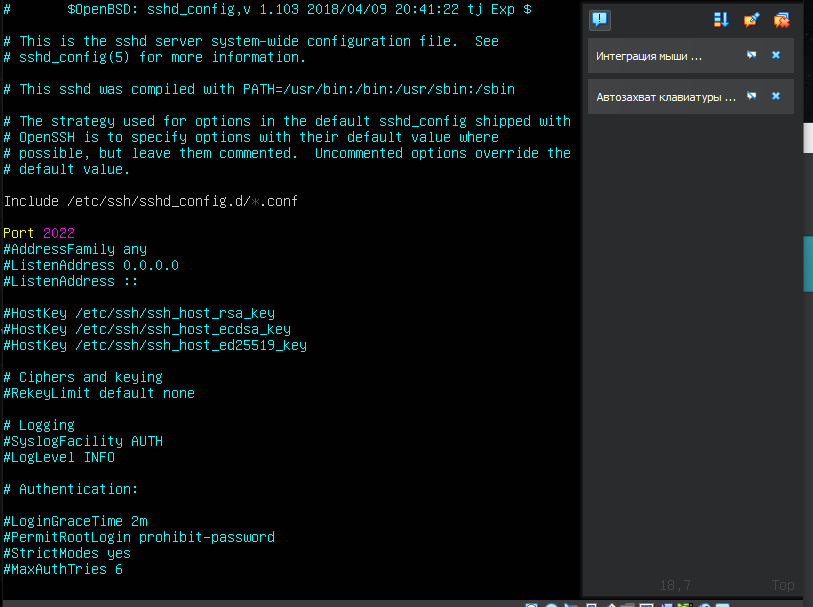 #       $OpenBSD: sshd_config,v 1.103 2018/04/09 20:41:22 tj Exp $
# This is the sshd server system-wide configuration file.  See
# sshd_config(5) for more information.
# This sshd was compiled with PATH=/usr/bin:/bin:/usr/sbin:/sbin
# The strategy used for options in the default sshd_config shipped with
# OpenSSH is to specify options with their default value where
# possible, but leave them commented.  Uncommented options override the
# default value.
Include /etc/ssh/sshd_config.d/*.conf
Port 2022
#AddressFamily any
#ListenAddress 0.0.0.0
#ListenAddress ::
#HostKey /etc/ssh/ssh_host_rsa_key
#HostKey /etc/ssh/ssh_host_ecdsa_key
#HostKey /etc/ssh/ssh_host_ed25519_key
# Ciphers and keying
#RekeyLimit default none
# Logging
#SyslogFacility AUTH
#LogLevel INFO
# Authentication:
#LoginGraceTime 2m
#PermitRootLogin prohibit-password
#StrictModes yes
#MaxAuthTries 6
18,7 Top
Интеграция мыши ...
Автозахват клавиатуры ...